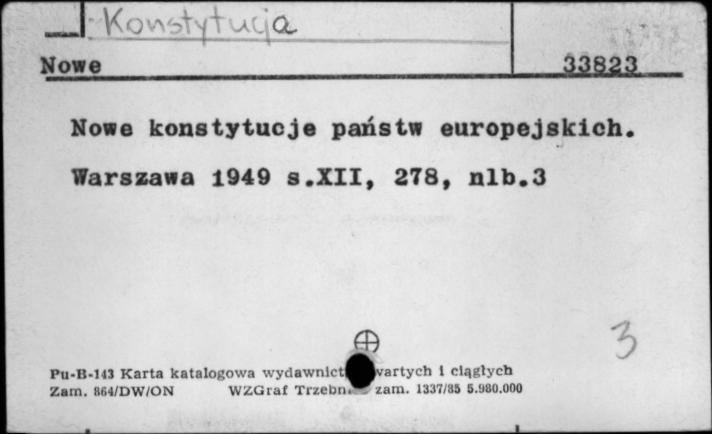 Konstytucja
Nowe 33823
Nowe konstytucje państw europejskich.
Warszawa 1949 s.XII, 278, nlb.3
3
Pu-B-143 Karta katalogowa wydawnict wartych i ciągłych
Zam. 864/DW/ON WZGraf Trzebn zam. 1337/85 5.980.000